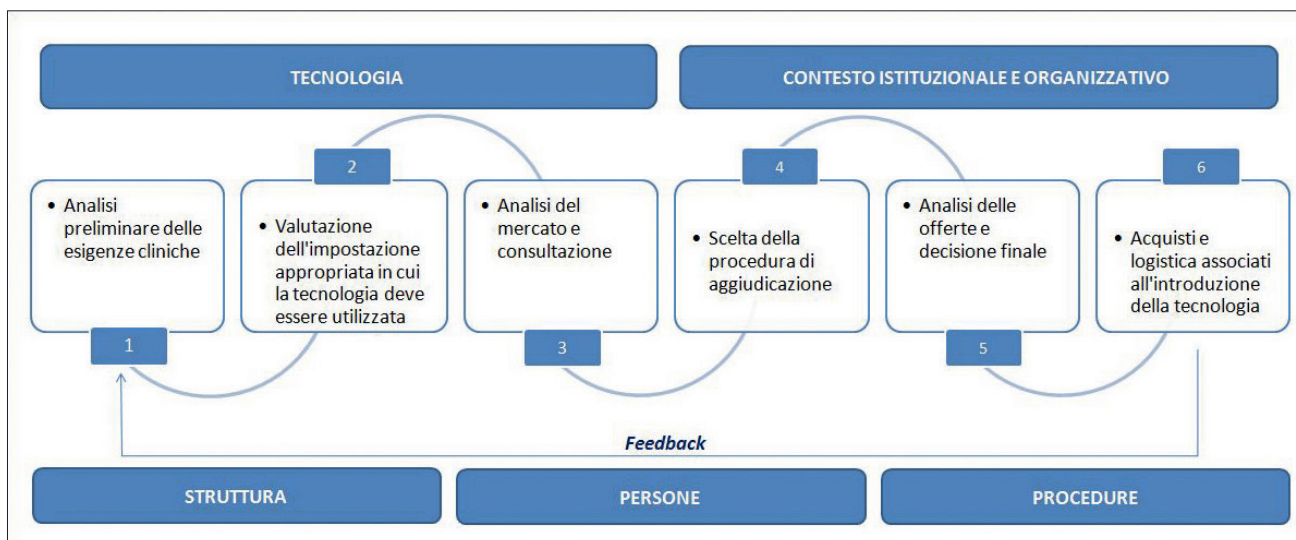 TECNOLOGIA
CONTESTO ISTITUZIONALE E ORGANIZZATIVO
1
• Analisi
preliminare delle
esigenze cliniche
2
• Valutazione
dell'impostazione
appropriata in cui
la tecnologia deve
essere utilizzata
3
• Analisi del
mercato e
consultazione
4
• Scelta della
procedura di
aggiudicazione
5
• Analisi delle
offerte e
decisione finale
6
• Acquisti e
logistica associati
all'introduzione
della tecnologia
Feedback
STRUTTURA
PERSONE
PROCEDURE